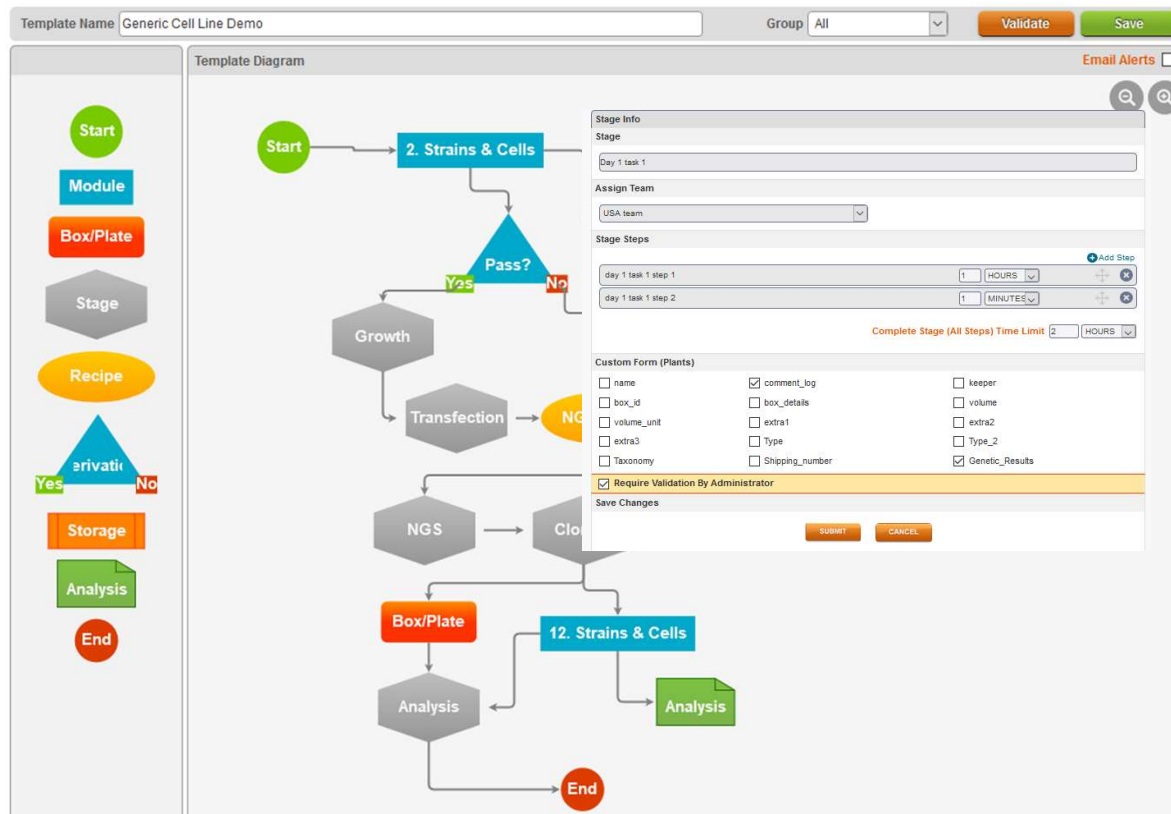 Template Name Generic Cell Line Demo Group All Validate Save
Template Diagram Email Alerts
Start
Module
Box/Plate
Stage
Recipe
erivatio
Yes No
Storage
Analysis
End
Start
2. Strains & Cells
Pass?
Yes No
Growth
Transfection
NGS
Box/Plate
12. Strains & Cells
Analysis
Analysis
End
Stage Info
Stage
Day 1 task 1
Assign Team
USA team
Stage Steps
Add Step
day 1 task 1 step 1 1 HOURS
day 1 task 1 step 2 1 MINUTES
Complete Stage (All Steps) Time Limit 2 HOURS
Custom Form (Plants)
name comment_log keeper
box_id box_details volume
volume_unit extra1 extra2
extra3 Type Type_2
Taxonomy Shipping_number Genetic_Results
Require Validation By Administrator
Save Changes
SUBMIT CANCEL